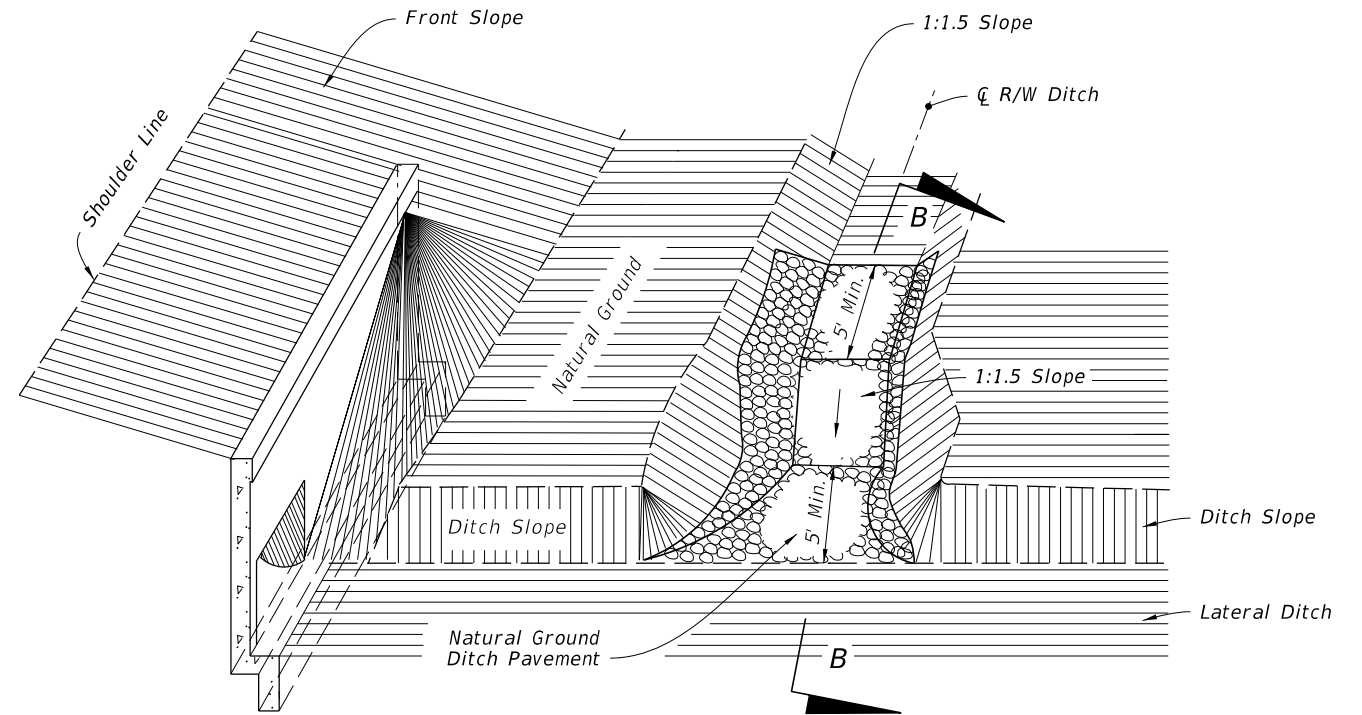 Front Slope
1:1.5 Slope
℄ R/W Ditch
Shoulder Line
B
Natural Ground
5' Min.
1:1.5 Slope
5' Min.
Ditch Slope
Ditch Slope
Lateral Ditch
Natural Ground
Ditch Pavement
B